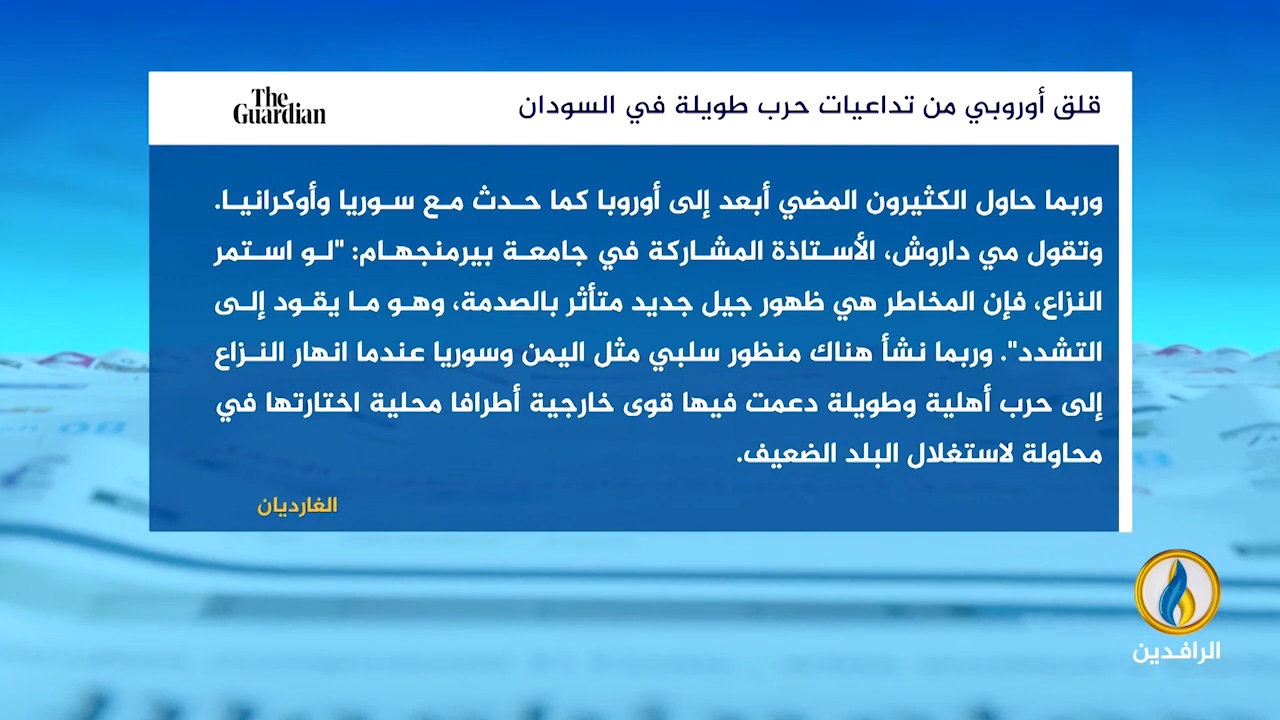 قلق أوروبي من تداعيات حرب طويلة في السودان
The
Guardian
وربما حاول الكثيرون المضي أبعد إلى أوروبا كما حدث مع سوريا وأوكرانيا.
وتقول مي داروش، الأستاذة المشاركة في جامعة بيرمنجهام: "لو استمر
النزاع، فإن المخاطر هي ظهور جيل جديد متأثر بالصدمة، وهو ما يقود إلى
التشدد". وربما نشأ هناك منظور سلبي مثل اليمن وسوريا عندما انهار النزاع
إلى حرب أهلية وطويلة دعمت فيها قوى خارجية أطرافا محلية اختارتها في
محاولة لاستغلال البلد الضعيف.
الغارديان
الرافدين